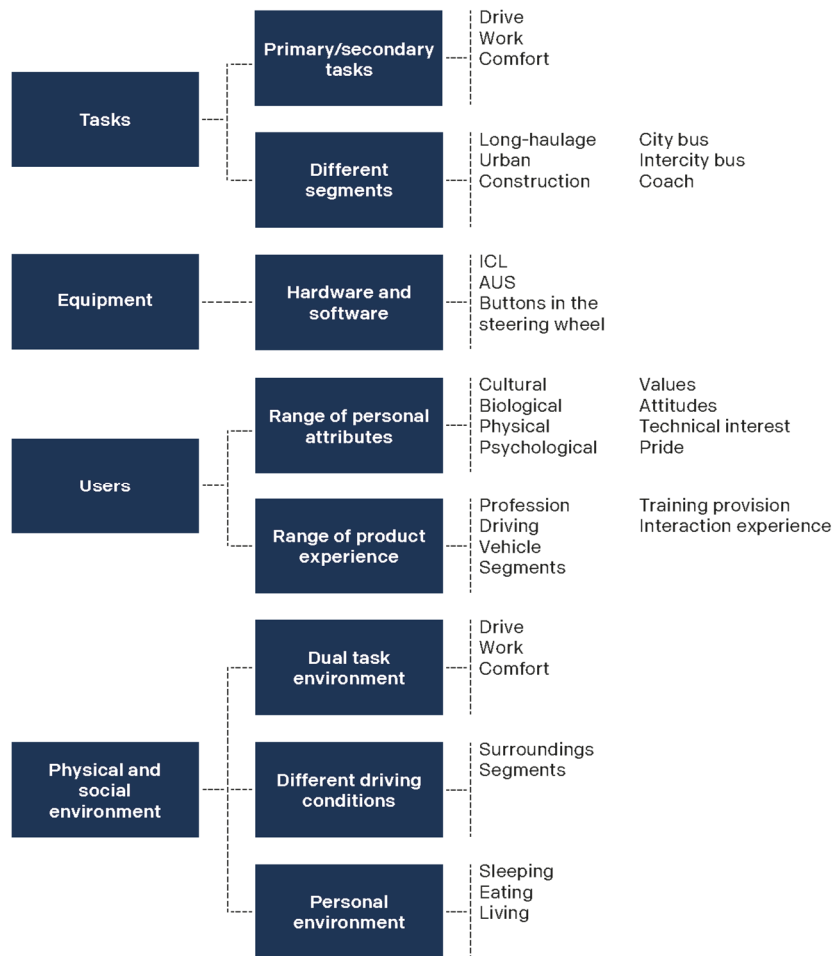 Tasks
Primary/secondary
tasks
Drive
Work
Comfort
Different
segments
Long-haulage
Urban
Construction
City bus
Intercity bus
Coach
Equipment
Hardware and
software
ICL
AUS
Buttons in the
steering wheel
Users
Range of personal
attributes
Cultural
Biological
Physical
Psychological
Values
Attitudes
Technical interest
Pride
Range of product
experience
Profession
Driving
Vehicle
Segments
Training provision
Interaction experience
Physical and
social
environment
Dual task
environment
Drive
Work
Comfort
Different driving
conditions
Surroundings
Segments
Personal
environment
Sleeping
Eating
Living